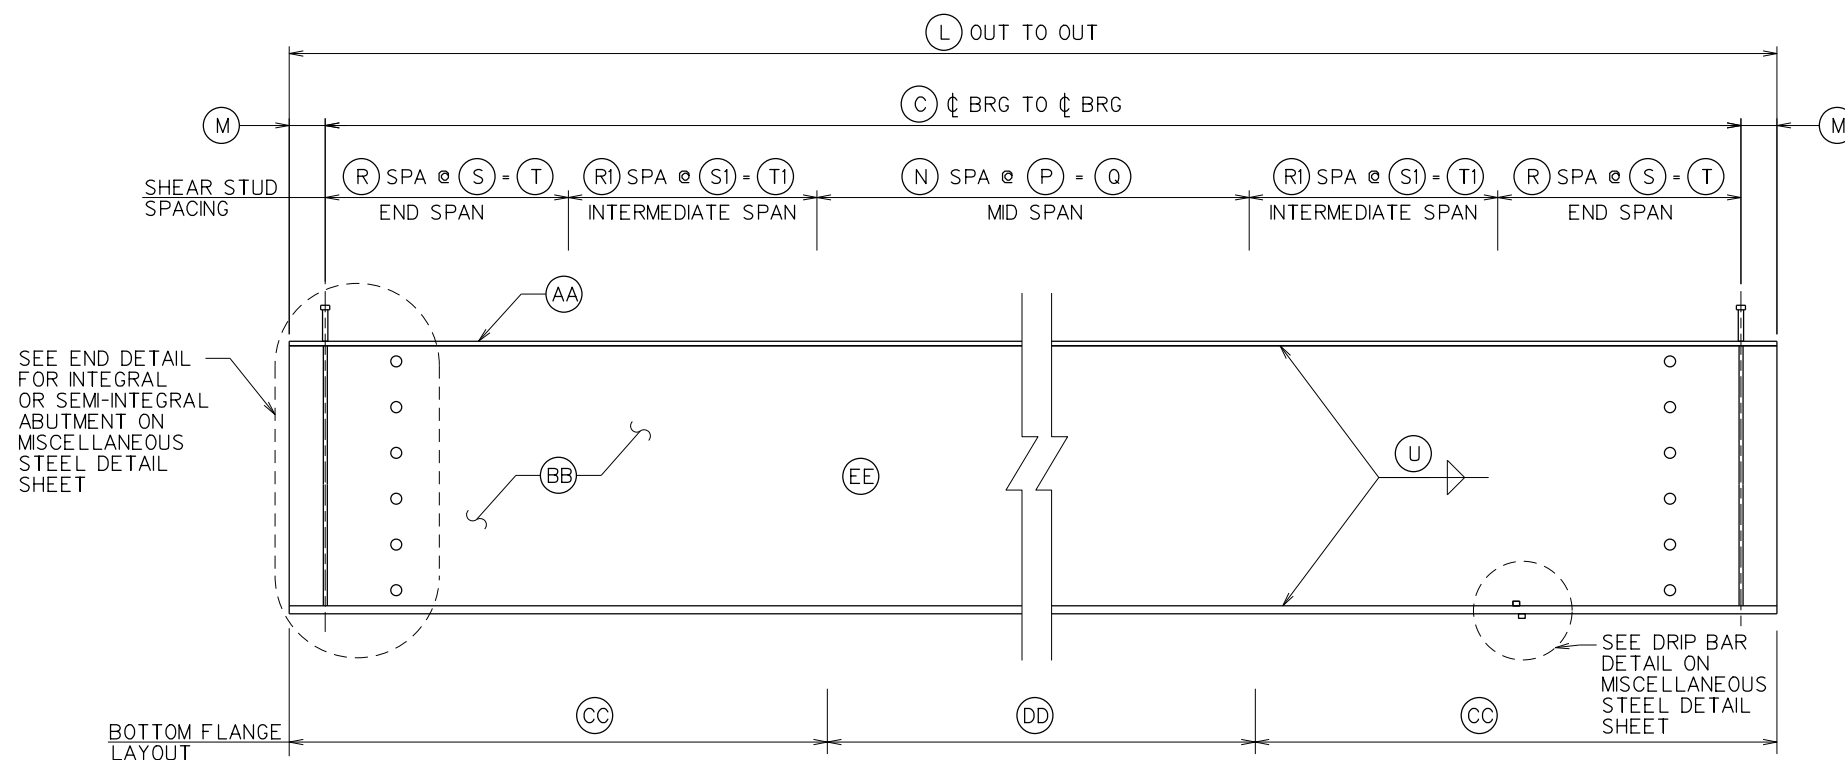 L OUT TO OUT
C ℄ BRG TO ℄ BRG
M
M
SHEAR STUD
SPACING
R SPA @ S = T
END SPAN
R1 SPA @ S1 = T1
INTERMEDIATE SPAN
N SPA @ P = Q
MID SPAN
R1 SPA @ S1 = T1
INTERMEDIATE SPAN
R SPA @ S = T
END SPAN
AA
SEE END DETAIL
FOR INTEGRAL
OR SEMI-INTEGRAL
ABUTMENT ON
MISCELLANEOUS
STEEL DETAIL
SHEET
BB
EE
U
SEE DRIP BAR
DETAIL ON
MISCELLANEOUS
STEEL DETAIL
SHEET
BOTTOM FLANGE
LAYOUT
CC
DD
CC